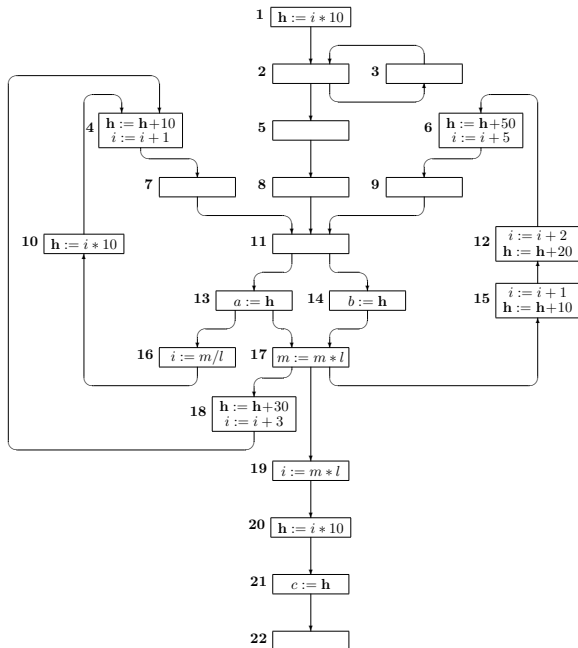 1 h := i * 10
2
3
4 h := h+10
i := i + 1
5
6 h := h+50
i := i + 5
7
8
9
10 h := i * 10
11
12 i := i + 2
h := h+20
13 a := h
14 b := h
15 i := i + 1
h := h+10
16 i := m/l
17 m := m * l
18 h := h+30
i := i + 3
19 i := m * l
20 h := i * 10
21 c := h
22